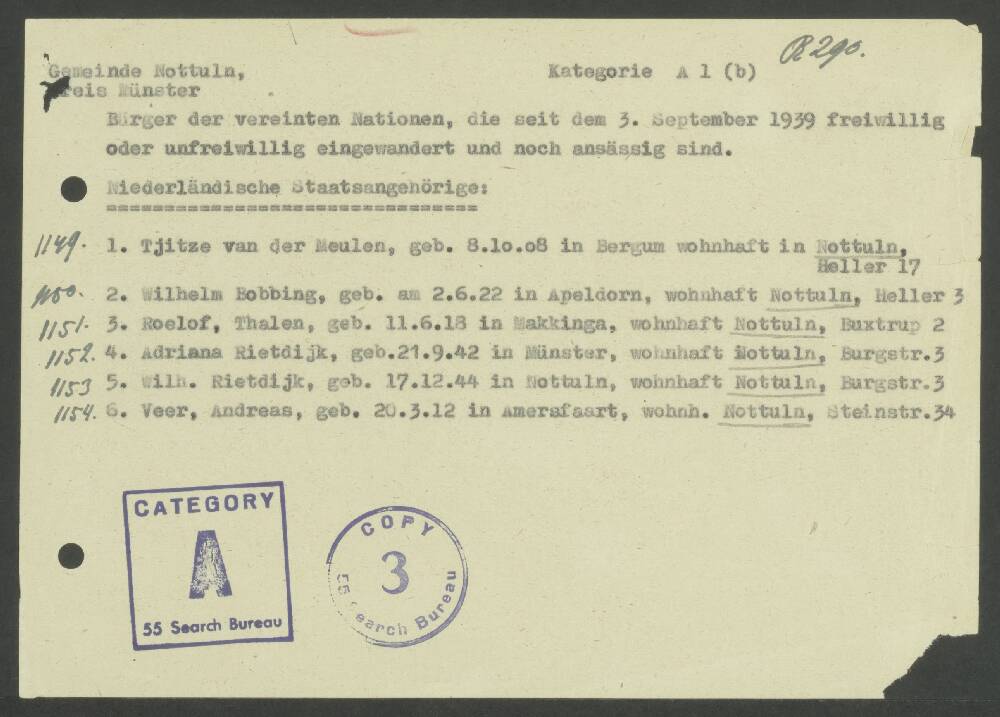 R 290.
Gemeinde Nottuln, Kategorie A 1 (b)
Kreis Münster
Bürger der vereinten Nationen, die seit dem 3. September 1939 freiwillig
oder unfreiwillig eingewandert und noch ansässig sind.
Niederländische Staatsangehörige:
================================
1149. 1. Tjitze van der Meulen, geb. 8.10.08 in Bergum wohnhaft in Nottuln,
Heller 17
1150. 2. Wilhelm Bobbing, geb. am 2.6.22 in Apeldorn, wohnhaft Nottuln, Heller 3
1151. 3. Roelof, Thalen, geb. 11.6.18 in Makkinga, wohnhaft Nottuln, Buxtrup 2
1152. 4. Adriana Rietdijk, geb.21.9.42 in Münster, wohnhaft Nottuln, Burgstr.3
1153 5. Wilh. Rietdijk, geb. 17.12.44 in Nottuln, wohnhaft Nottuln, Burgstr.3
1154. 6. Veer, Andreas, geb. 20.3.12 in Amersfaart, wohnh. Nottuln, Steinstr.34
CATEGORY
A
55 Search Bureau
COPY
3
55 Search Bureau